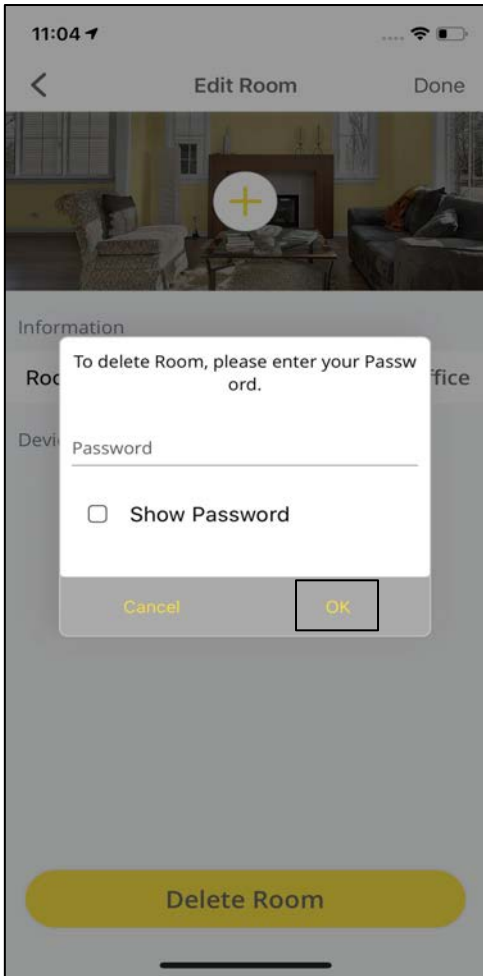 11:04
Edit Room
Done
Information
To delete Room, please enter your Passw
ord.
Roo
ffice
Devi
Password
Show Password
Cancel
OK
Delete Room